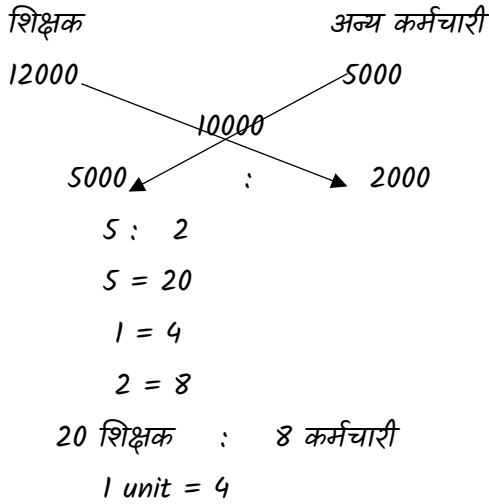 शिक्षक अन्य कर्मचारी
12000 5000
10000
5000 : 2000
5 : 2
5 = 20
1 = 4
2 = 8
20 शिक्षक : 8 कर्मचारी
1 unit = 4